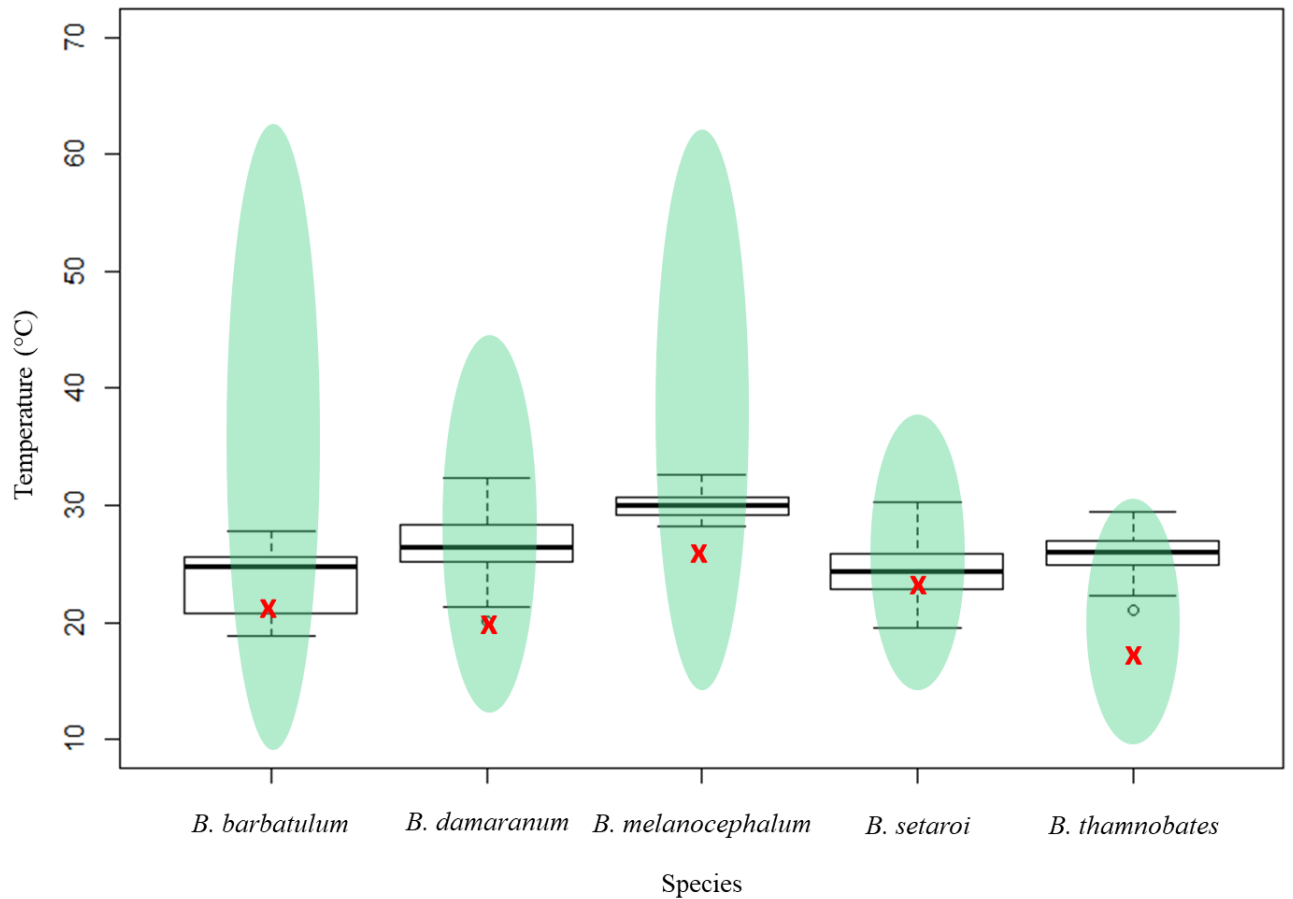 70
60
50
40
30
20
10
Temperature (°C)
X
X
X
X
X
B. barbatulum
B. damaranum
B. melanocephalum
B. setaroi
B. thamnobates
Species